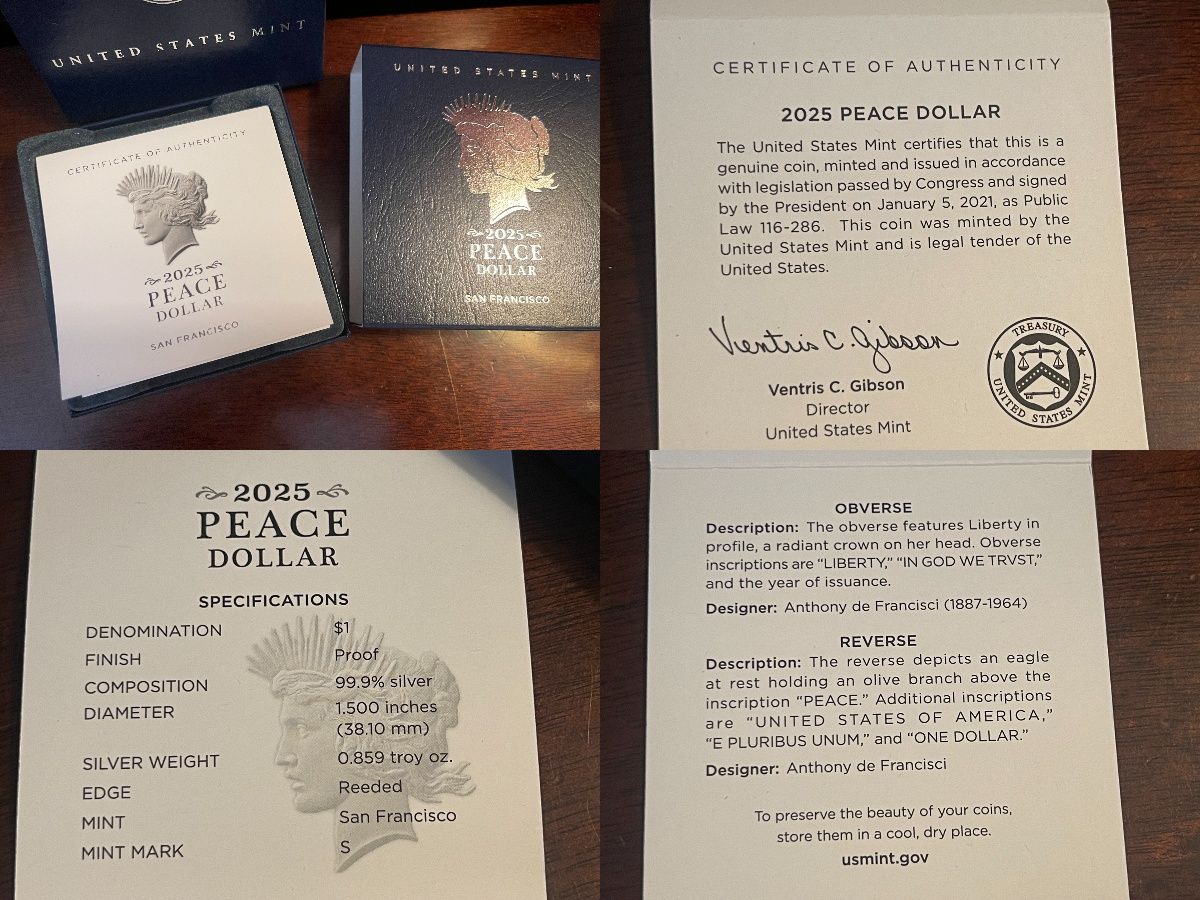 UNITED STATES MINT
CERTIFICATE OF AUTHENTICITY
2025
PEACE
DOLLAR
SAN FRANCISCO
UNITED STATES MINT
2025
PEACE
DOLLAR
SAN FRANCISCO
CERTIFICATE OF AUTHENTICITY
2025 PEACE DOLLAR
The United States Mint certifies that this is a
genuine coin, minted and issued in accordance
with legislation passed by Congress and signed
by the President on January 5, 2021, as Public
Law 116-286. This coin was minted by the
United States Mint and is legal tender of the
United States.
Ventris C. Gibson
Ventris C. Gibson
Director
United States Mint
TREASURY
UNITED STATES MINT
2025
PEACE
DOLLAR
SPECIFICATIONS
DENOMINATION $1
FINISH Proof
COMPOSITION 99.9% silver
DIAMETER 1.500 inches
(38.10 mm)
SILVER WEIGHT 0.859 troy oz.
EDGE Reeded
MINT San Francisco
MINT MARK S
OBVERSE
Description: The obverse features Liberty in
profile, a radiant crown on her head. Obverse
inscriptions are “LIBERTY,” “IN GOD WE TRVST,”
and the year of issuance.
Designer: Anthony de Francisci (1887-1964)
REVERSE
Description: The reverse depicts an eagle
at rest holding an olive branch above the
inscription “PEACE.” Additional inscriptions
are “UNITED STATES OF AMERICA,”
“E PLURIBUS UNUM,” and “ONE DOLLAR.”
Designer: Anthony de Francisci
To preserve the beauty of your coins,
store them in a cool, dry place.
usmint.gov